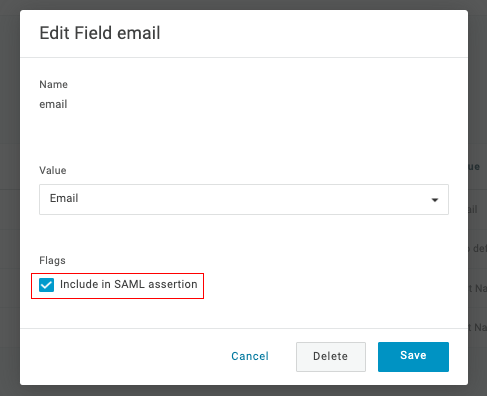 Edit Field email
Name
email
Value
Email
Flags
Include in SAML assertion
Cancel
Delete
Save